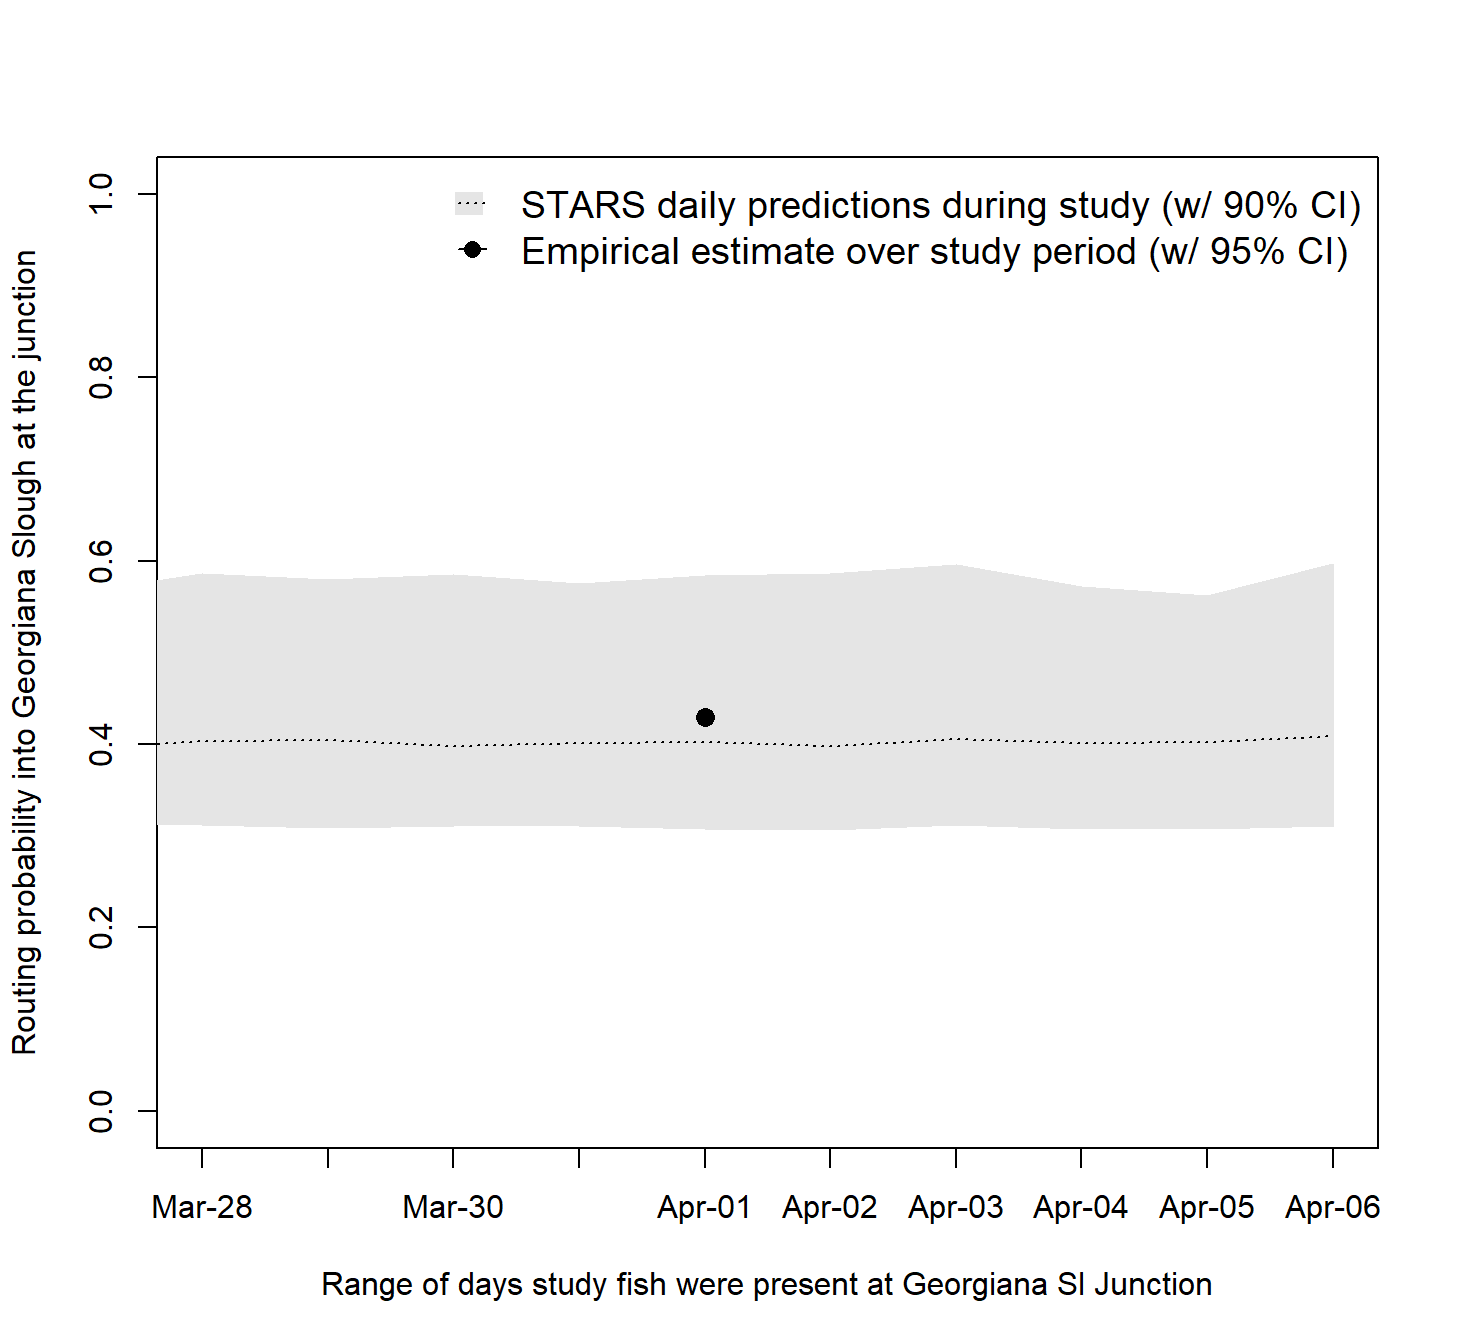 STARS daily predictions during study (w/ 90% CI)
Empirical estimate over study period (w/ 95% CI)
Routing probability into Georgiana Slough at the junction
1.0
0.8
0.6
0.4
0.2
0.0
Mar-28 Mar-30 Apr-01 Apr-02 Apr-03 Apr-04 Apr-05 Apr-06
Range of days study fish were present at Georgiana Sl Junction